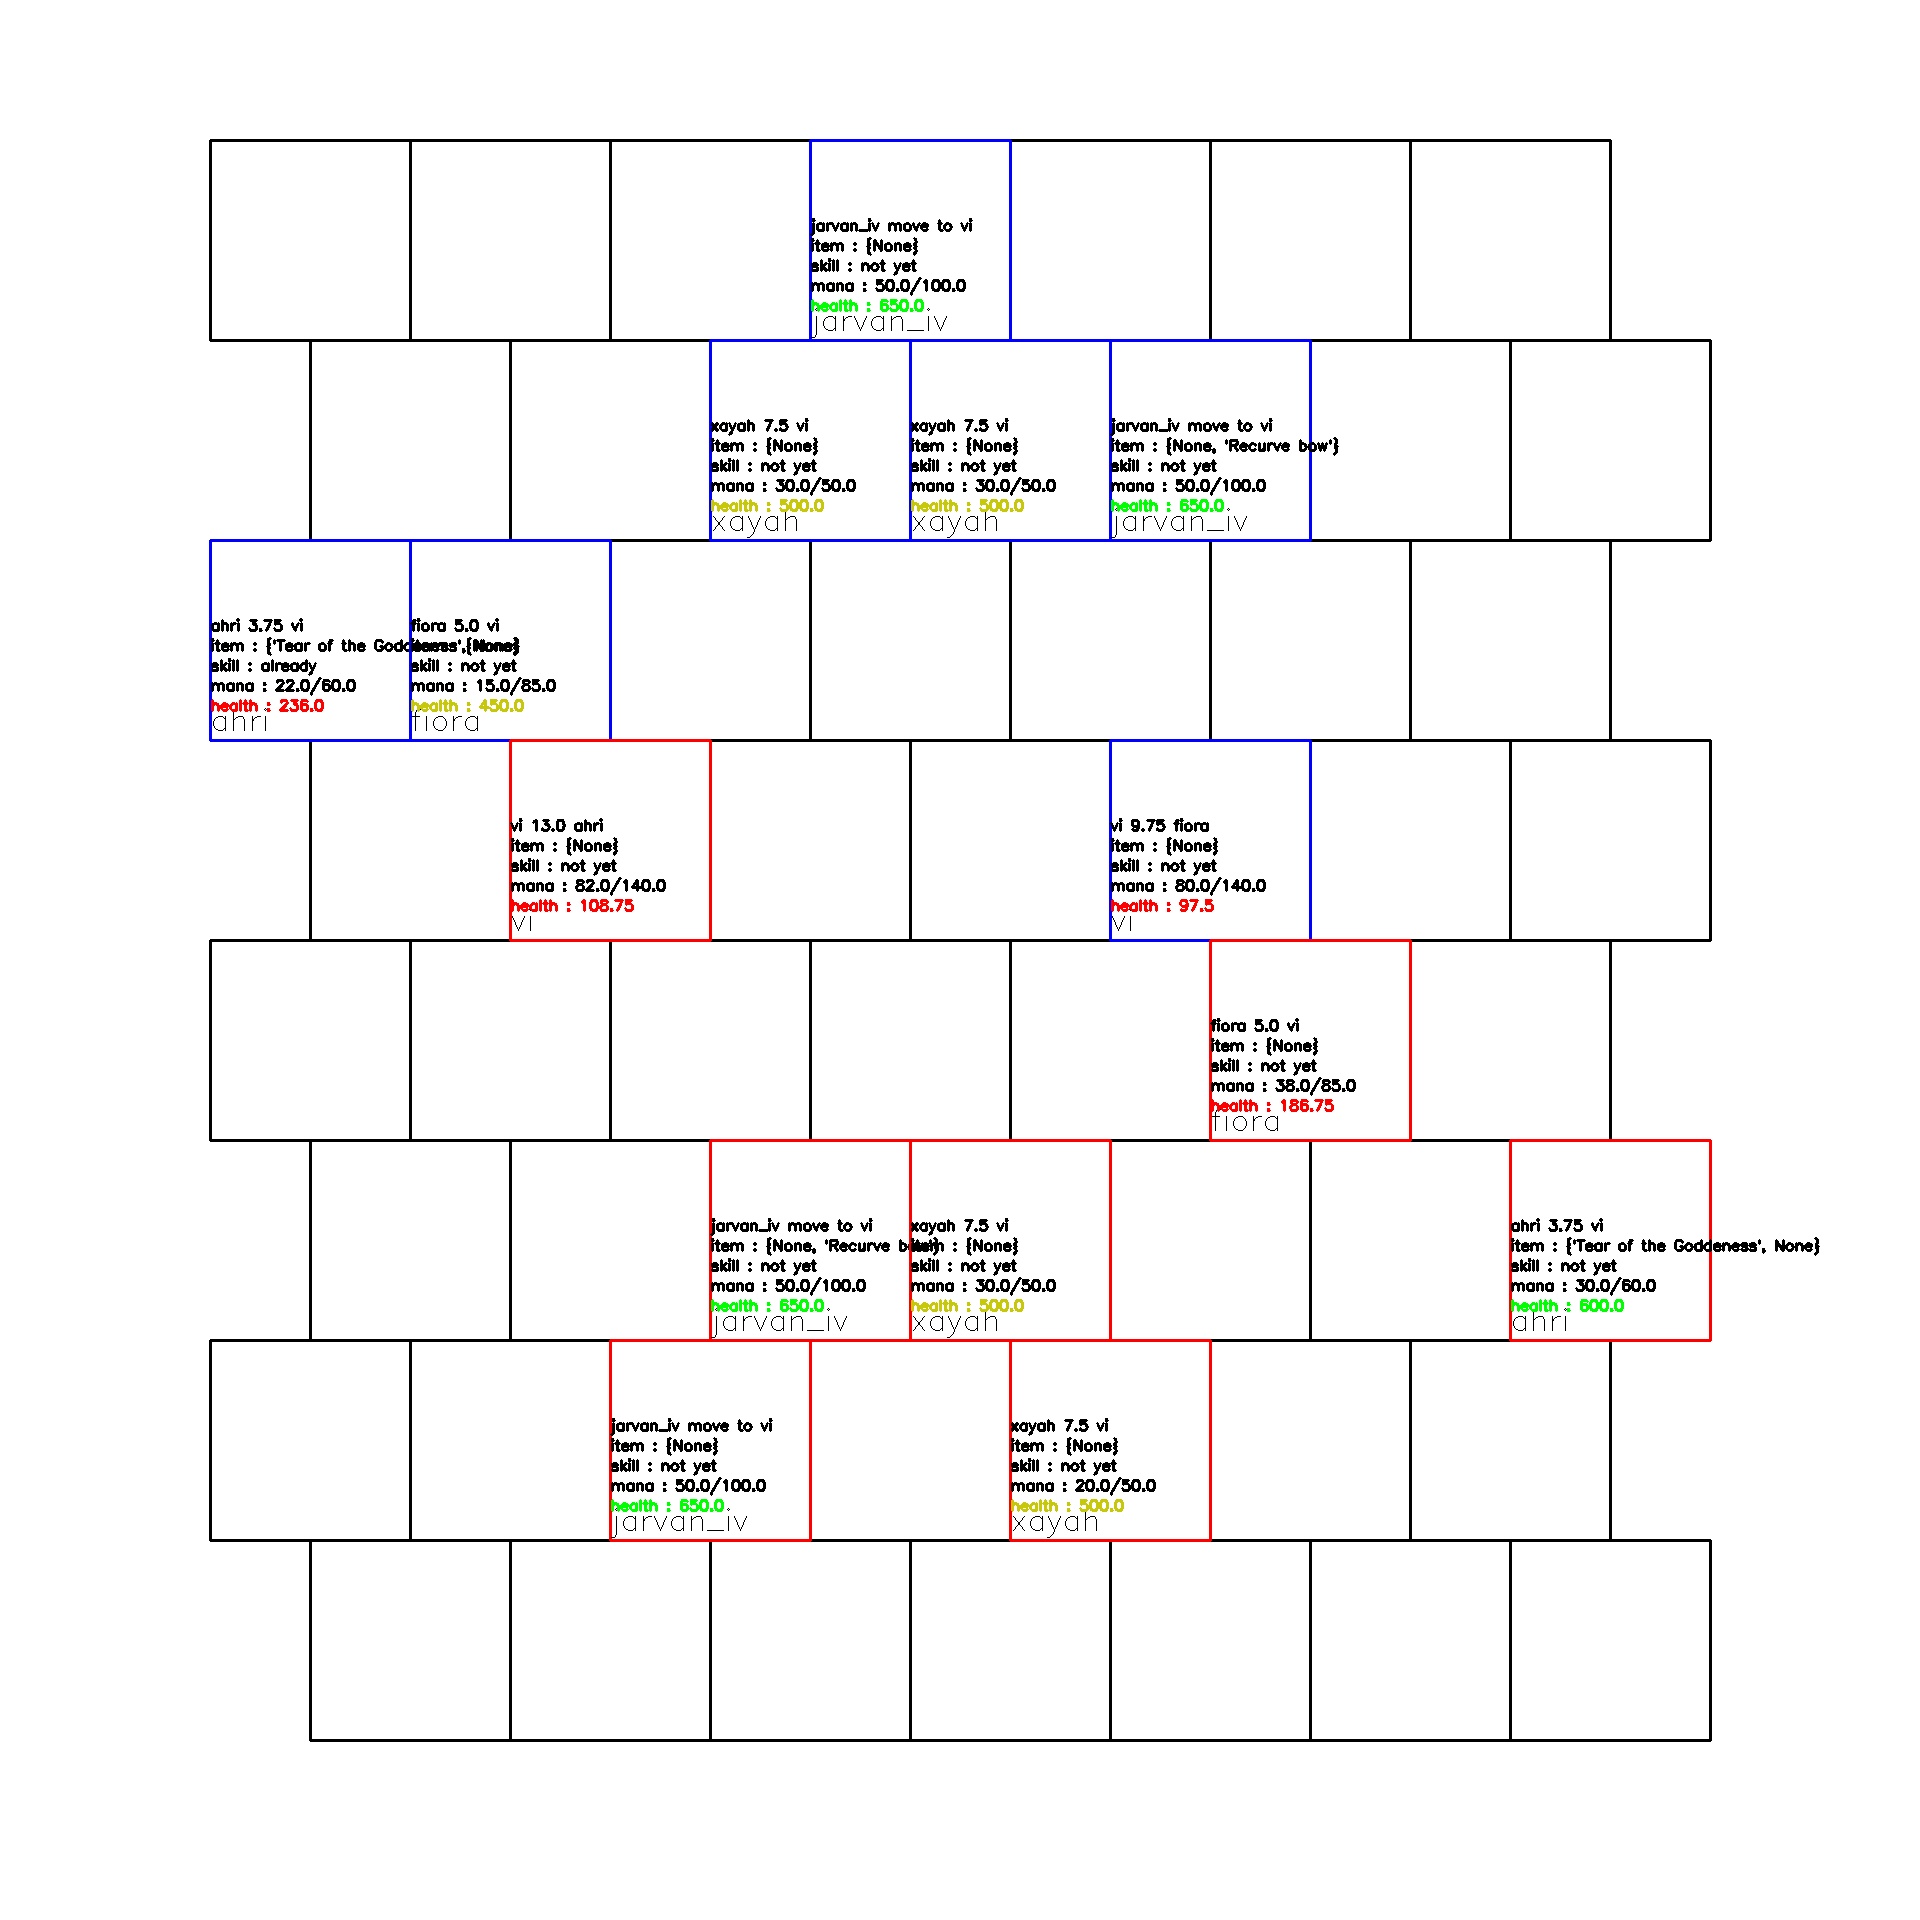 jarvan_iv move to vi
item : {None}
skill : not yet
mana : 50.0/100.0
health : 650.0
jarvan_iv
xayah 7.5 vi
item : {None}
skill : not yet
mana : 30.0/50.0
health : 500.0
xayah
xayah 7.5 vi
item : {None}
skill : not yet
mana : 30.0/50.0
health : 500.0
xayah
jarvan_iv move to vi
item : {None, 'Recurve bow'}
skill : not yet
mana : 50.0/100.0
health : 650.0
jarvan_iv
ahri 3.75 vi
item : {'Tear of the
skill : already
mana : 22.0/60.0
health : 236.0
ahri
fiora 5.0 vi
skill : not yet
mana : 15.0/85.0
health : 450.0
fiora
vi 13.0 ahri
item : {None}
skill : not yet
mana : 82.0/140.0
health : 108.75
vi
vi 9.75 fiora
item : {None}
skill : not yet
mana : 80.0/140.0
health : 97.5
vi
fiora 5.0 vi
item : {None}
skill : not yet
mana : 38.0/85.0
health : 186.75
fiora
jarvan_iv move to vi
item : {None, 'Recurve
skill : not yet
mana : 50.0/100.0
health : 650.0
jarvan_iv
xayah 7.5 vi
item : {None}
skill : not yet
mana : 30.0/50.0
health : 500.0
xayah
ahri 3.75 vi
item : {'Tear of the Goddeness', None}
skill : not yet
mana : 30.0/60.0
health : 600.0
ahri
jarvan_iv move to vi
item : {None}
skill : not yet
mana : 50.0/100.0
health : 650.0
jarvan_iv
xayah 7.5 vi
item : {None}
skill : not yet
mana : 20.0/50.0
health : 500.0
xayah